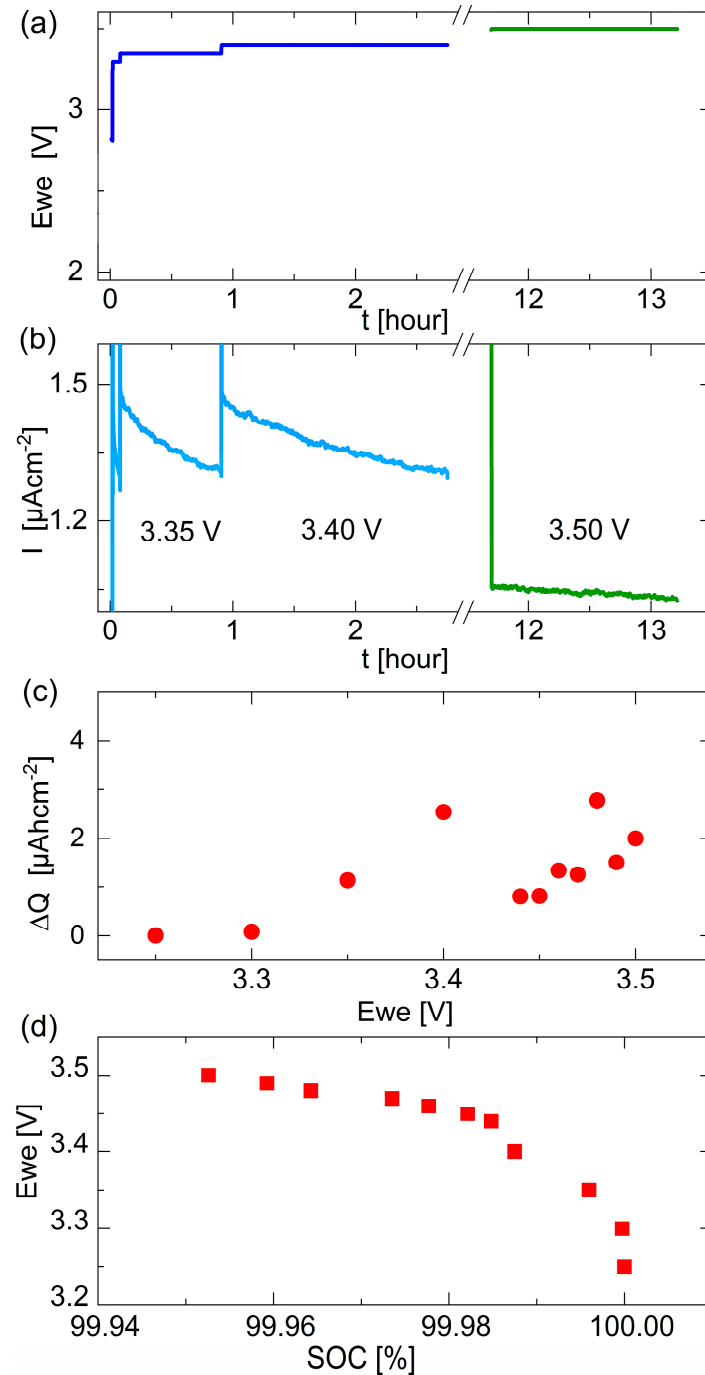 (a)
3
2
Ewe [V]
0 1 2 12 13
t [hour]
(b)
1.5
1.2
I [µAcm⁻²]
3.35 V 3.40 V 3.50 V
0 1 2 12 13
t [hour]
(c)
4
2
0
ΔQ [µAhcm⁻²]
3.3 3.4 3.5
Ewe [V]
(d)
3.5
3.4
3.3
3.2
Ewe [V]
99.94 99.96 99.98 100.00
SOC [%]